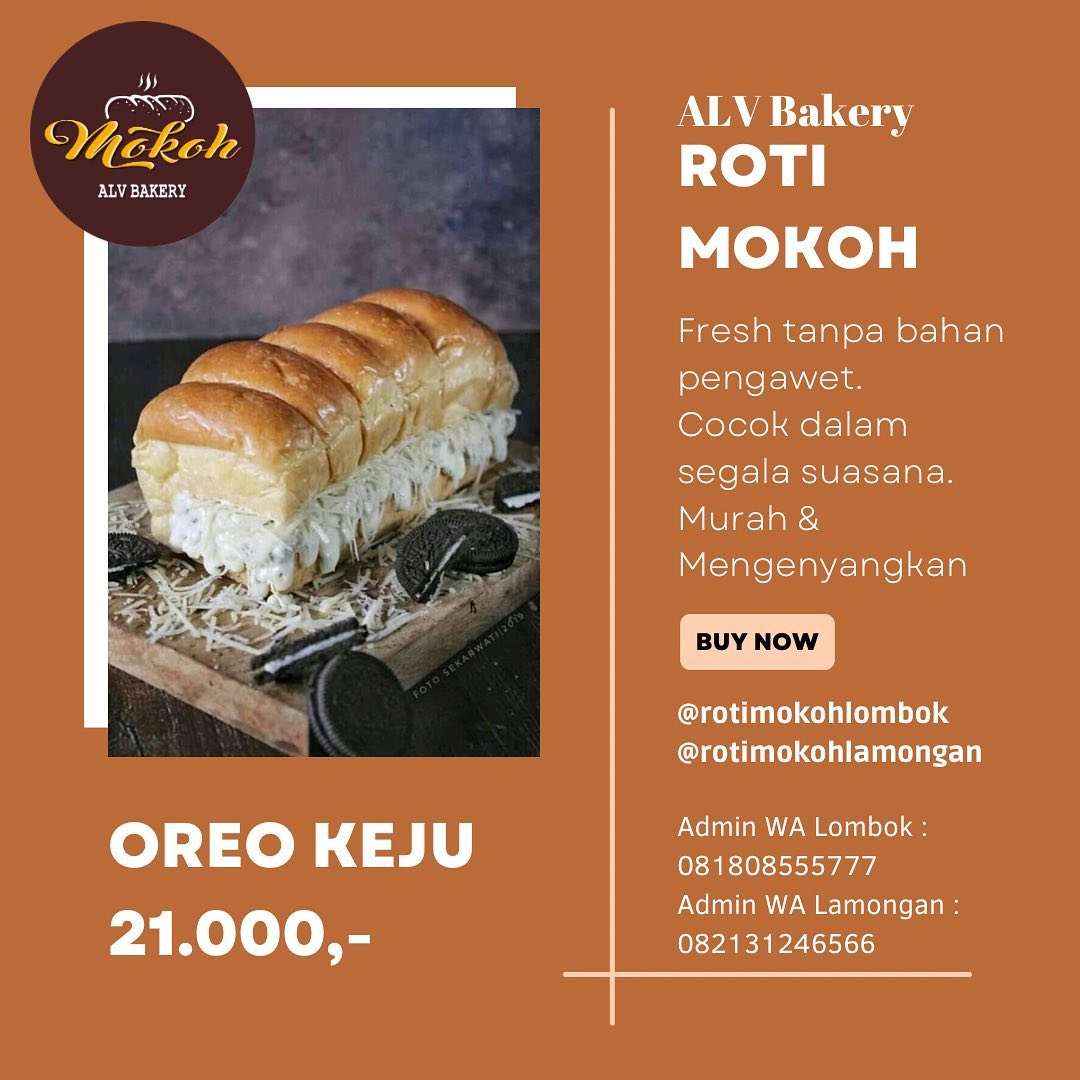 Mokoh
ALV BAKERY
ALV Bakery
ROTI
MOKOH
Fresh tanpa bahan
pengawet.
Cocok dalam
segala suasana.
Murah &
Mengenyangkan
BUY NOW
@rotimokohlombok
@rotimokohlamongan
Admin WA Lombok :
081808555777
Admin WA Lamongan :
082131246566
FOTO SEKARWATI|2019
OREO KEJU
21.000,-